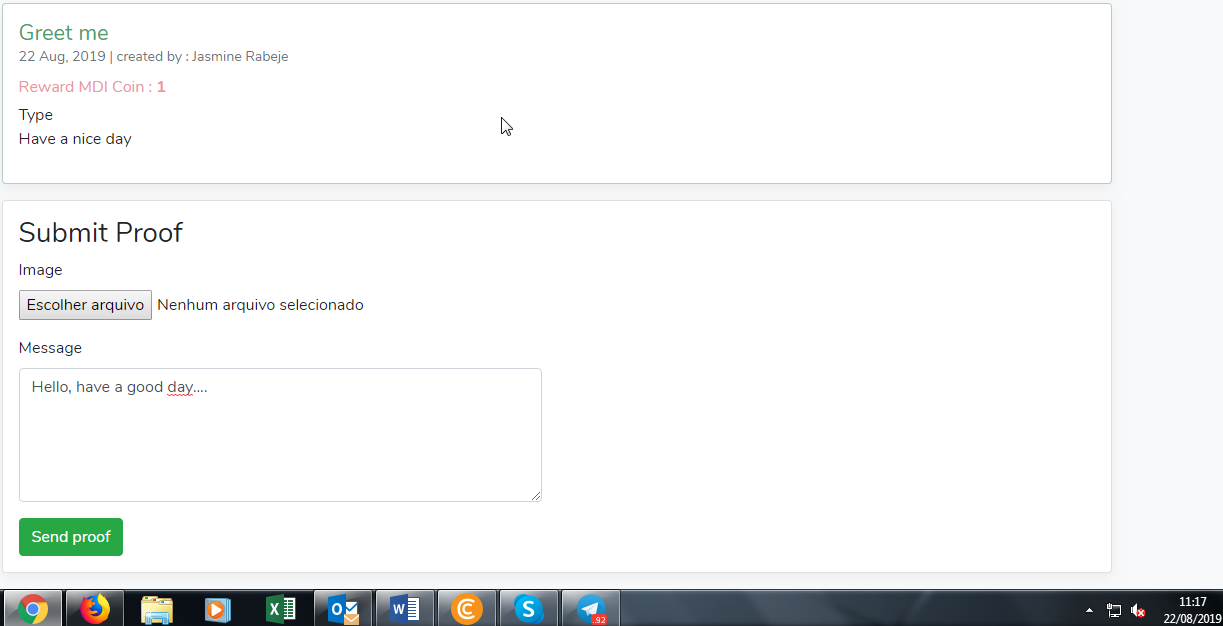 Greet me
22 Aug, 2019 | created by : Jasmine Rabeje
Reward MDI Coin : 1
Type
Have a nice day
Submit Proof
Image
Escolher arquivo Nenhum arquivo selecionado
Message
Hello, have a good day....
Send proof
92
11:17
22/08/2019